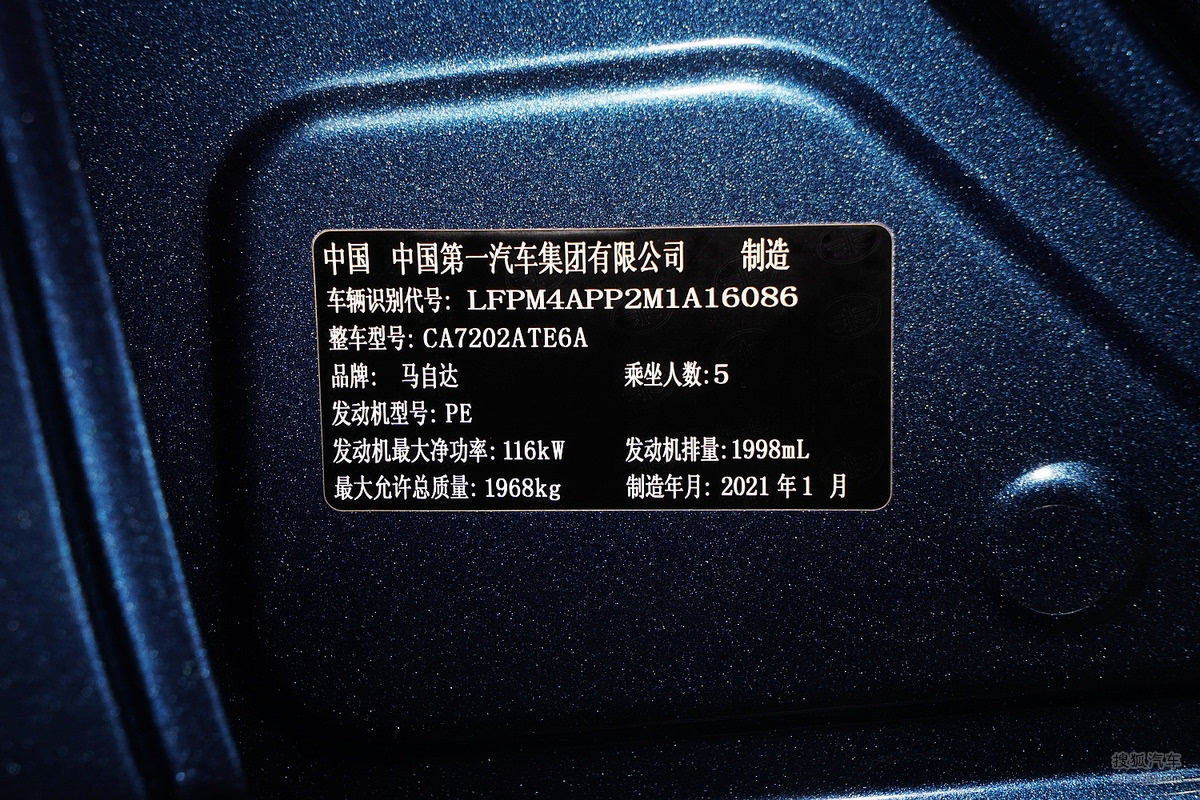 中国 中国第一汽车集团有限公司 制造
车辆识别代号: LFPM4APP2M1A16086
整车型号: CA7202ATE6A
品牌: 马自达 乘坐人数: 5
发动机型号: PE
发动机最大净功率: 116kW 发动机排量: 1998mL
最大允许总质量: 1968kg 制造年月: 2021 年 1 月
搜狐汽车